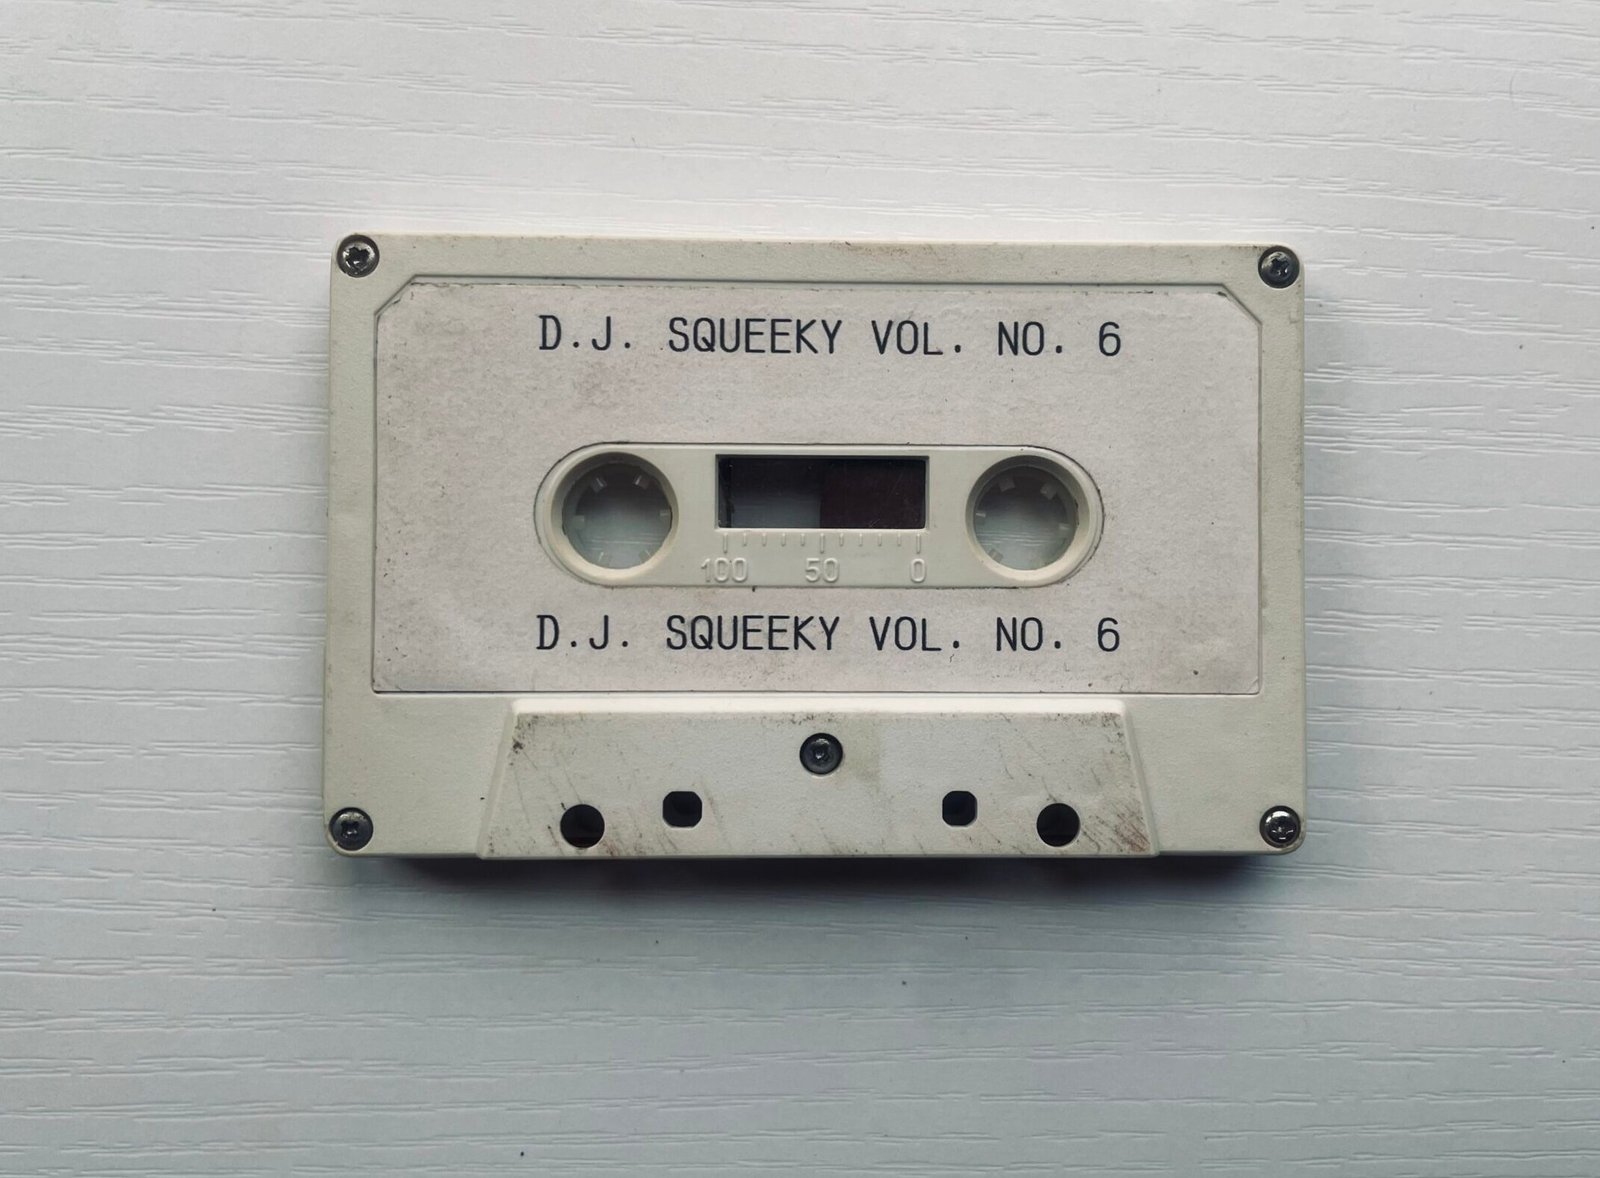 D.J. SQUEEKY VOL. NO. 6
100 50 0
D.J. SQUEEKY VOL. NO. 6